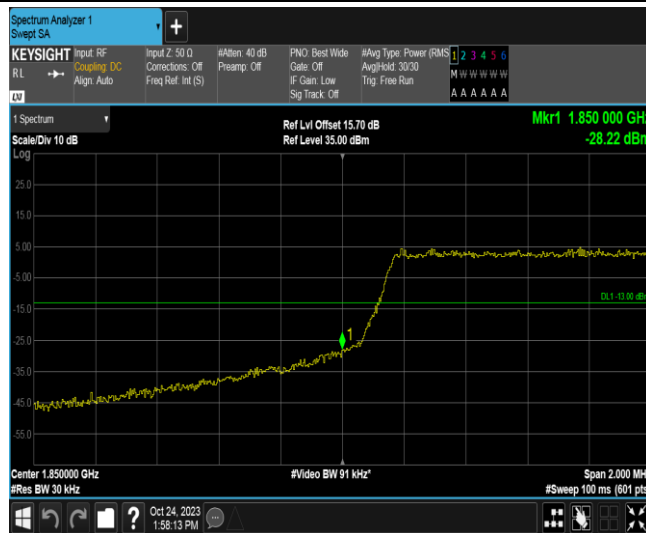 Spectrum Analyzer 1
Swept SA
+
KEYSIGHT
RL
LXI
Input: RF
Coupling: DC
Align: Auto
Input Z: 50 Ω
Corrections: Off
Freq Ref: Int (S)
#Atten: 40 dB
Preamp: Off
PNO: Best Wide
Gate: Off
IF Gain: Low
Sig Track: Off
#Avg Type: Power (RMS
Avg|Hold: 30/30
Trig: Free Run
1 2 3 4 5 6
M W W W W W
A A A A A A
1 Spectrum
Scale/Div 10 dB
Log
Ref Lvl Offset 15.70 dB
Ref Level 35.00 dBm
Mkr1 1.850 000 GH
-28.22 dBm
25.0
15.0
5.00
-5.00
-15.0
-25.0
-35.0
-45.0
-55.0
DL1 -13.00 dB
1
Center 1.850000 GHz
#Res BW 30 kHz
#Video BW 91 kHz*
Span 2.000 MH
#Sweep 100 ms (601 pts
?
Oct 24, 2023
1:58:13 PM